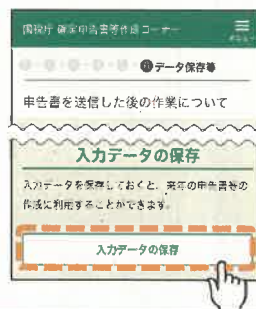 国税庁 確定申告書等作成コーナー
データ保存等
申告書を送信した後の作業について
入力データの保存
入力データを保存しておくと、来年の申告書等の
作成に利用することができます。
入力データの保存